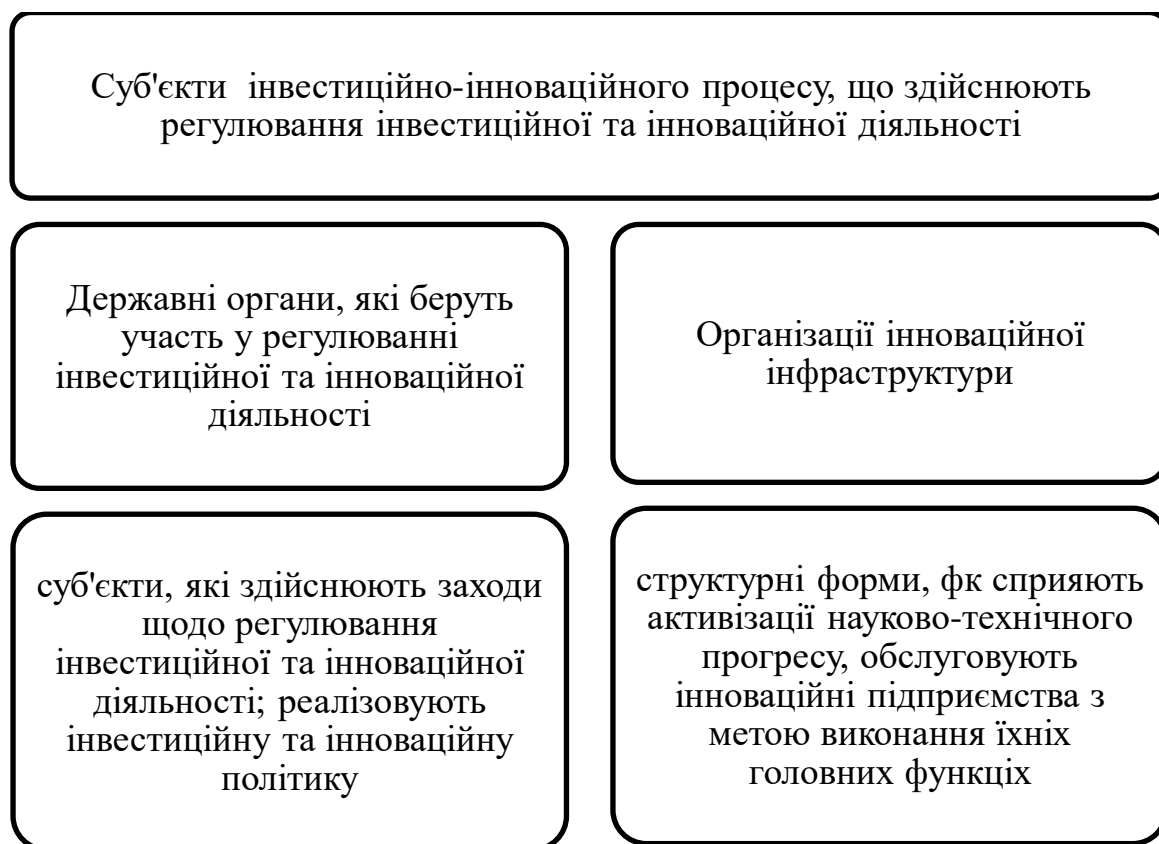 Суб'єкти  інвестиційно-інноваційного процесу, що здійснюють
регулювання інвестиційної та інноваційної діяльності
Державні органи, які беруть
участь у регулюванні
інвестиційної та інноваційної
діяльності
Організації інноваційної
інфраструктури
суб'єкти, які здійснюють заходи
щодо регулювання
інвестиційної та інноваційної
діяльності; реалізовують
інвестиційну та інноваційну
політику
структурні форми, фк сприяють
активізації науково-технічного
прогресу, обслуговують
інноваційні підприємства з
метою виконання їхніх
головних функціх